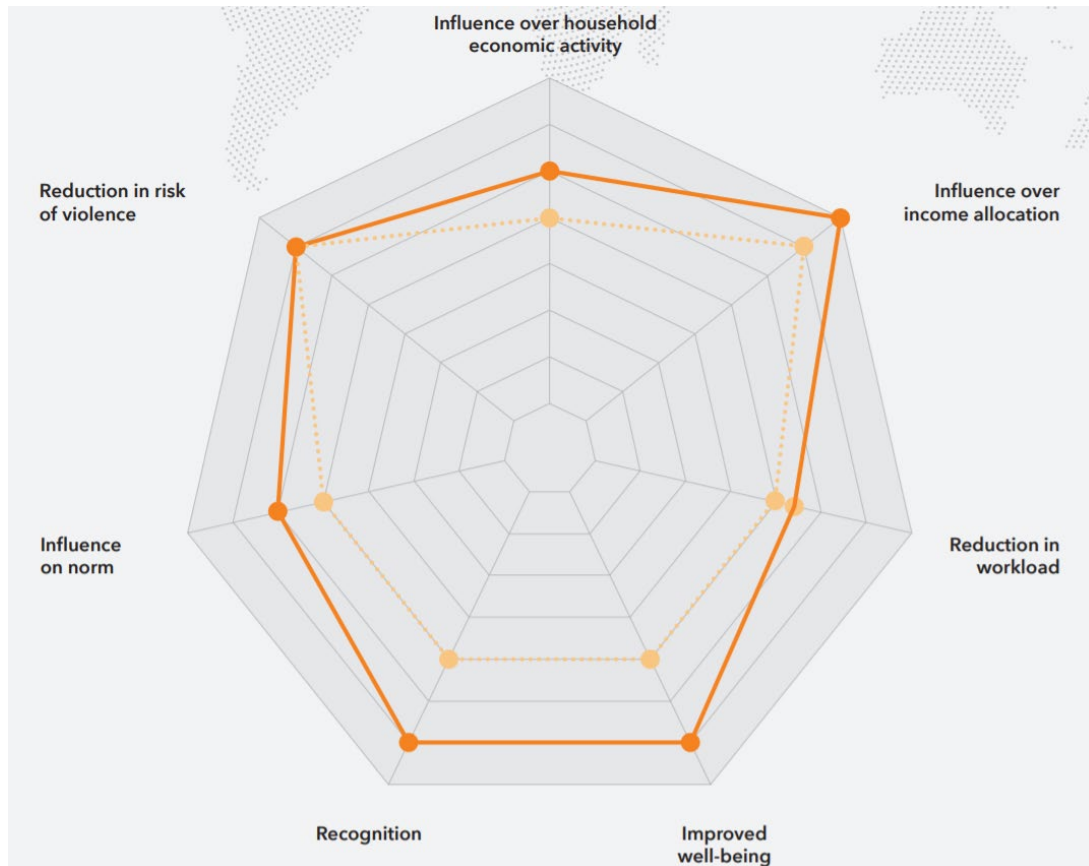 Influence over household
economic activity
Reduction in risk
of violence
Influence over
income allocation
Influence
on norm
Reduction in
workload
Recognition
Improved
well-being